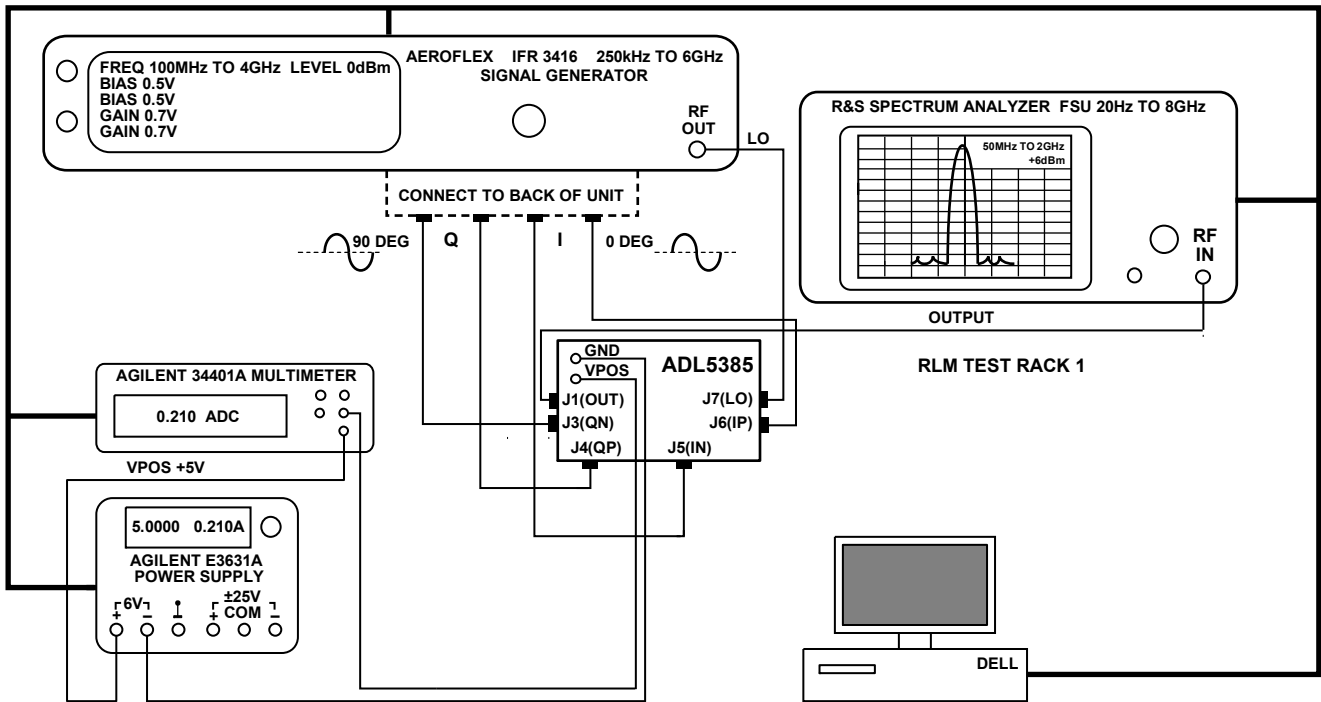 AEROFLEX IFR 3416 250kHz TO 6GHz
SIGNAL GENERATOR
FREQ 100MHz TO 4GHz LEVEL 0dBm
BIAS 0.5V
BIAS 0.5V
GAIN 0.7V
GAIN 0.7V
RF
OUT
LO
CONNECT TO BACK OF UNIT
90 DEG
Q
I
0 DEG
R&S SPECTRUM ANALYZER FSU 20Hz TO 8GHz
50MHz TO 2GHz
+6dBm
RF
IN
OUTPUT
RLM TEST RACK 1
GND
VPOS
ADL5385
J1(OUT)
J7(LO)
J3(QN)
J6(IP)
J4(QP)
J5(IN)
AGILENT 34401A MULTIMETER
0.210 ADC
VPOS +5V
5.0000 0.210A
AGILENT E3631A
POWER SUPPLY
6V
+
–
±25V
+
COM
–
DELL